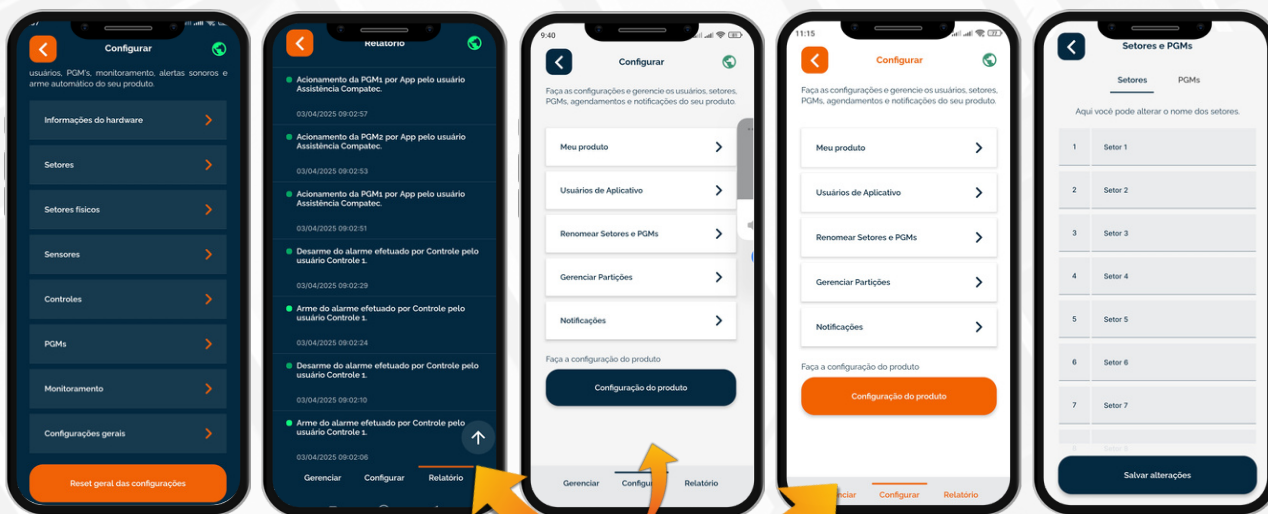 Configurar
usuários, PGM's, monitoramento, alertas sonoros e
arme automático do seu produto.
Informações do hardware
Setores
Setores físicos
Sensores
Controles
PGMs
Monitoramento
Configurações gerais
Reset geral das configurações
Relatório
Acionamento da PGM1 por App pelo usuário
Assistência Compatec.
03/04/2025 09:02:57
Acionamento da PGM2 por App pelo usuário
Assistência Compatec.
03/04/2025 09:02:53
Acionamento da PGM1 por App pelo usuário
Assistência Compatec.
03/04/2025 09:02:51
Desarme do alarme efetuado por Controle pelo
usuário Controle 1.
03/04/2025 09:02:29
Arme do alarme efetuado por Controle pelo
usuário Controle 1.
03/04/2025 09:02:24
Desarme do alarme efetuado por Controle pelo
usuário Controle 1.
03/04/2025 09:02:10
Arme do alarme efetuado por Controle pelo
usuário Controle 1.
03/04/2025 09:02:06
Gerenciar Configurar Relatório
9:40
Configurar
Faça as configurações e gerencie os usuários, setores,
PGMs, agendamentos e notificações do seu produto.
Meu produto
Usuários de Aplicativo
Renomear Setores e PGMs
Gerenciar Partições
Notificações
Faça a configuração do produto
Configuração do produto
Gerenciar Configu Relatório
11:15
Configurar
Faça as configurações e gerencie os usuários, setores,
PGMs, agendamentos e notificações do seu produto.
Meu produto
Usuários de Aplicativo
Renomear Setores e PGMs
Gerenciar Partições
Notificações
Faça a configuração do produto
Configuração do produto
nciar Configurar Relatório
Setores e PGMs
Setores PGMs
Aqui você pode alterar o nome dos setores.
1 Setor 1
2 Setor 2
3 Setor 3
4 Setor 4
5 Setor 5
6 Setor 6
7 Setor 7
Salvar alterações